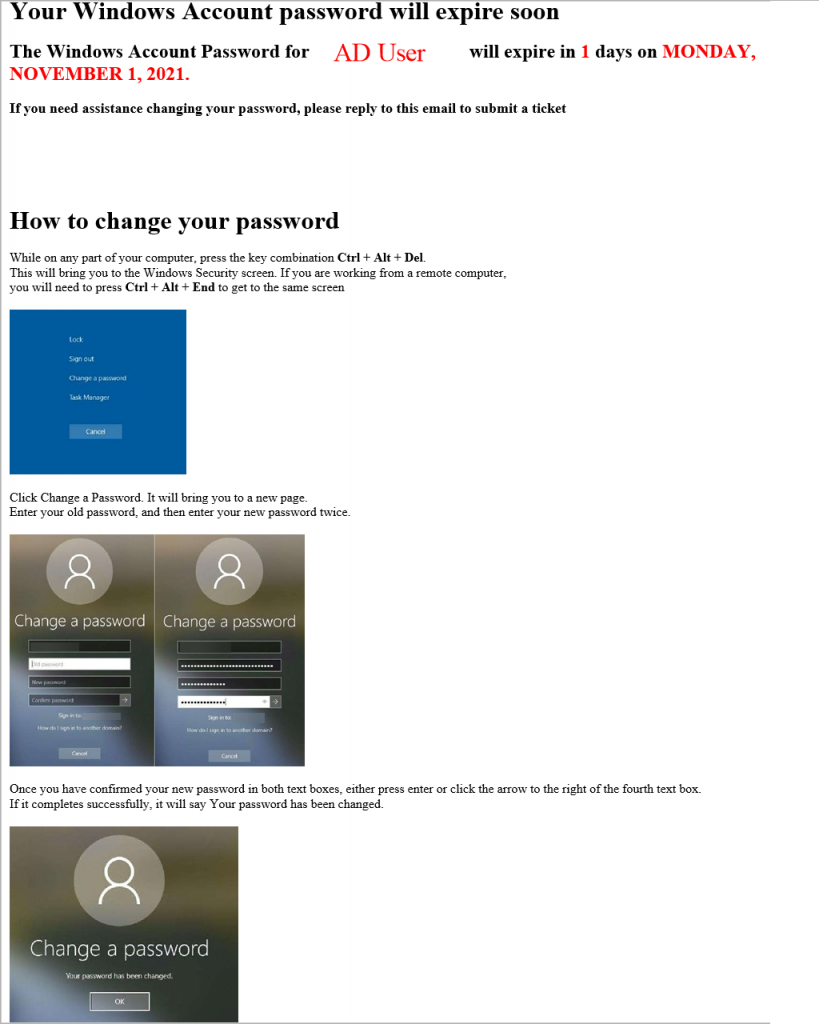 Your Windows Account password will expire soon
The Windows Account Password for AD User will expire in 1 days on MONDAY,
NOVEMBER 1, 2021.
If you need assistance changing your password, please reply to this email to submit a ticket
How to change your password
While on any part of your computer, press the key combination Ctrl + Alt + Del.
This will bring you to the Windows Security screen. If you are working from a remote computer,
you will need to press Ctrl + Alt + End to get to the same screen
Lock
Sign out
Change a password
Task Manager
Cancel
Click Change a Password. It will bring you to a new page.
Enter your old password, and then enter your new password twice.
Change a password
Old password
New password
Confirm password
Sign in to:
How do I sign in to another domain?
Cancel
Change a password
Sign in to:
How do I sign in to another domain?
Cancel
Once you have confirmed your new password in both text boxes, either press enter or click the arrow to the right of the fourth text box.
If it completes successfully, it will say Your password has been changed.
Change a password
Your password has been changed.
OK